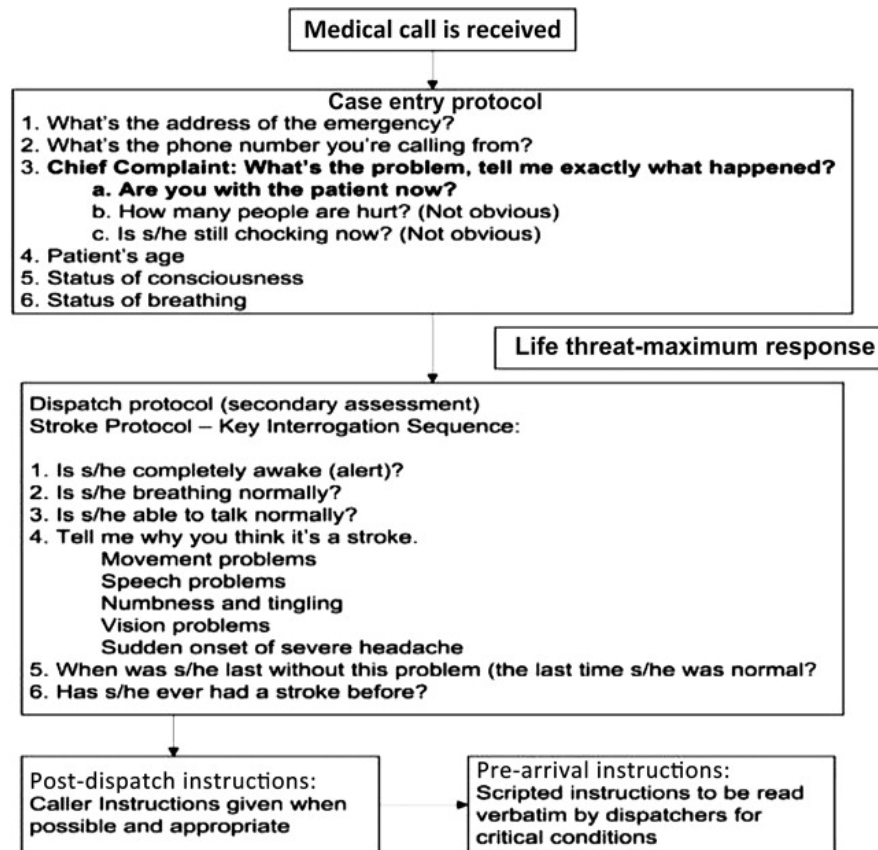 Medical call is received
Case entry protocol
1. What's the address of the emergency?
2. What's the phone number you're calling from?
3. Chief Complaint: What's the problem, tell me exactly what happened?
a. Are you with the patient now?
b. How many people are hurt? (Not obvious)
c. Is s/he still chocking now? (Not obvious)
4. Patient's age
5. Status of consciousness
6. Status of breathing
Life threat-maximum response
Dispatch protocol (secondary assessment)
Stroke Protocol – Key Interrogation Sequence:
1. Is s/he completely awake (alert)?
2. Is s/he breathing normally?
3. Is s/he able to talk normally?
4. Tell me why you think it's a stroke.
Movement problems
Speech problems
Numbness and tingling
Vision problems
Sudden onset of severe headache
5. When was s/he last without this problem (the last time s/he was normal?
6. Has s/he ever had a stroke before?
Post-dispatch instructions:
Caller Instructions given when
possible and appropriate
Pre-arrival instructions:
Scripted instructions to be read
verbatim by dispatchers for
critical conditions